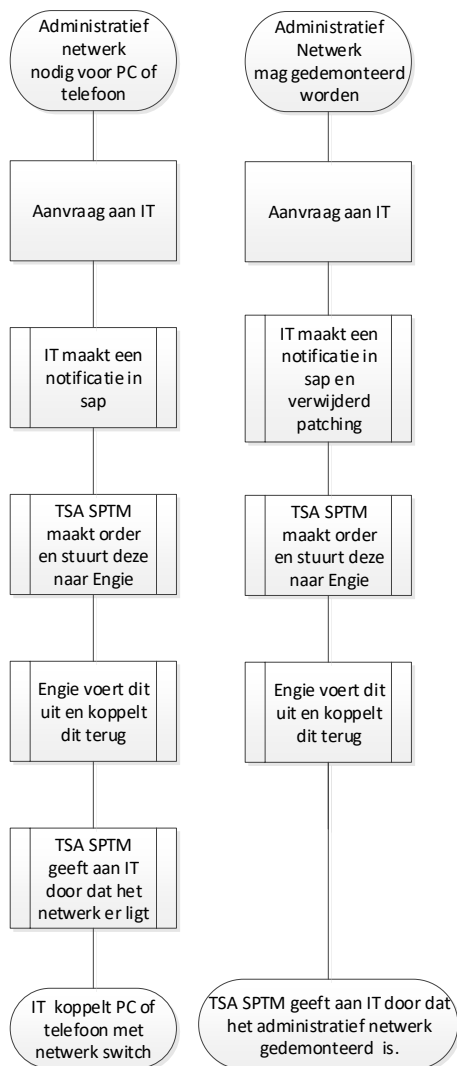 Administratief
netwerk
nodig voor PC of
telefoon
Aanvraag aan IT
IT maakt een
notificatie in
sap
TSA SPTM
maakt order
en stuurt deze
naar Engie
Engie voert dit
uit en koppelt
dit terug
TSA SPTM
geeft aan IT
door dat het
netwerk er ligt
IT koppelt PC of
telefoon met
netwerk switch
Administratief
Netwerk
mag gedemonteerd
worden
Aanvraag aan IT
IT maakt een
notificatie in
sap en
verwijderd
patching
TSA SPTM
maakt order
en stuurt deze
naar Engie
Engie voert dit
uit en koppelt
dit terug
TSA SPTM geeft aan IT door dat
het administratief netwerk
gedemonteerd is.